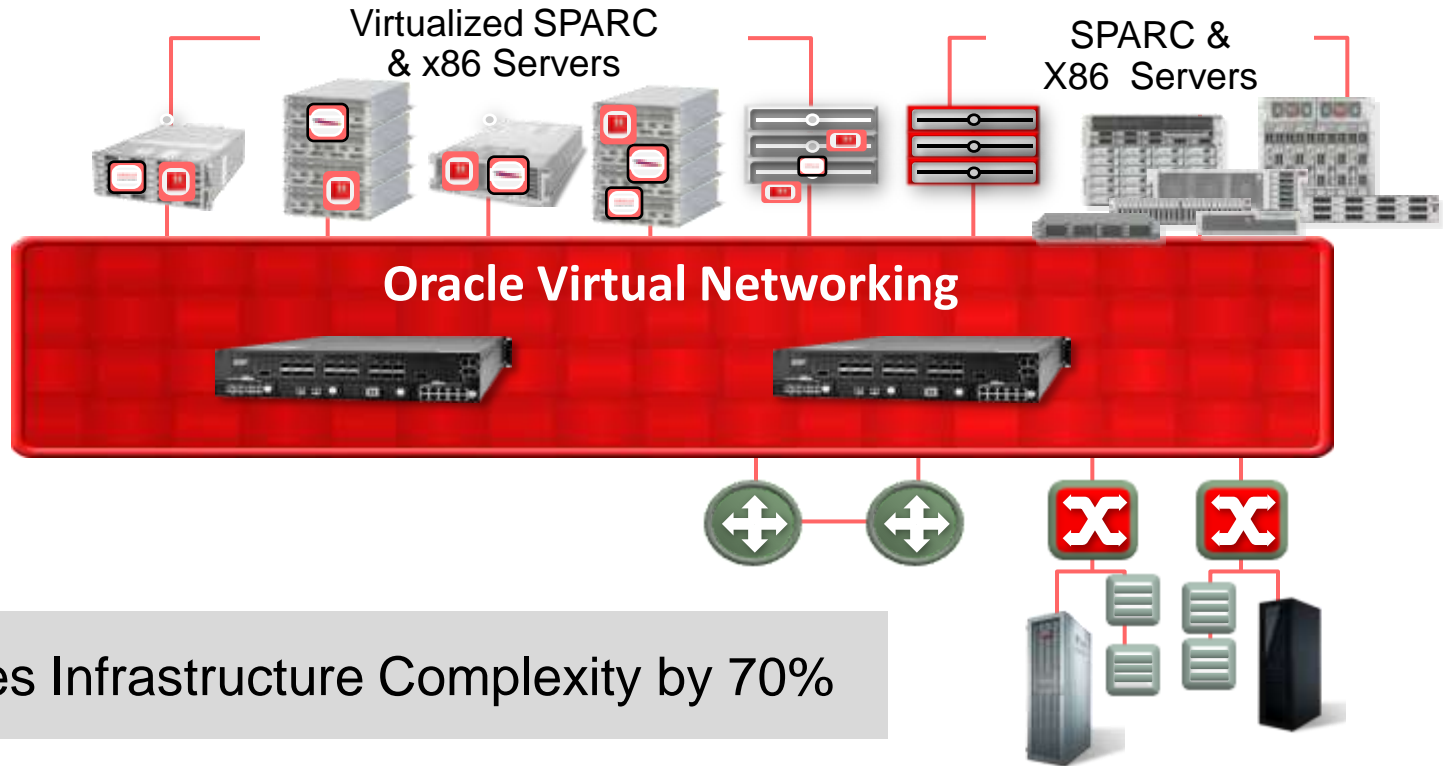 Virtualized SPARC
& x86 Servers
SPARC &
X86 Servers
Oracle Virtual Networking
es Infrastructure Complexity by 70%